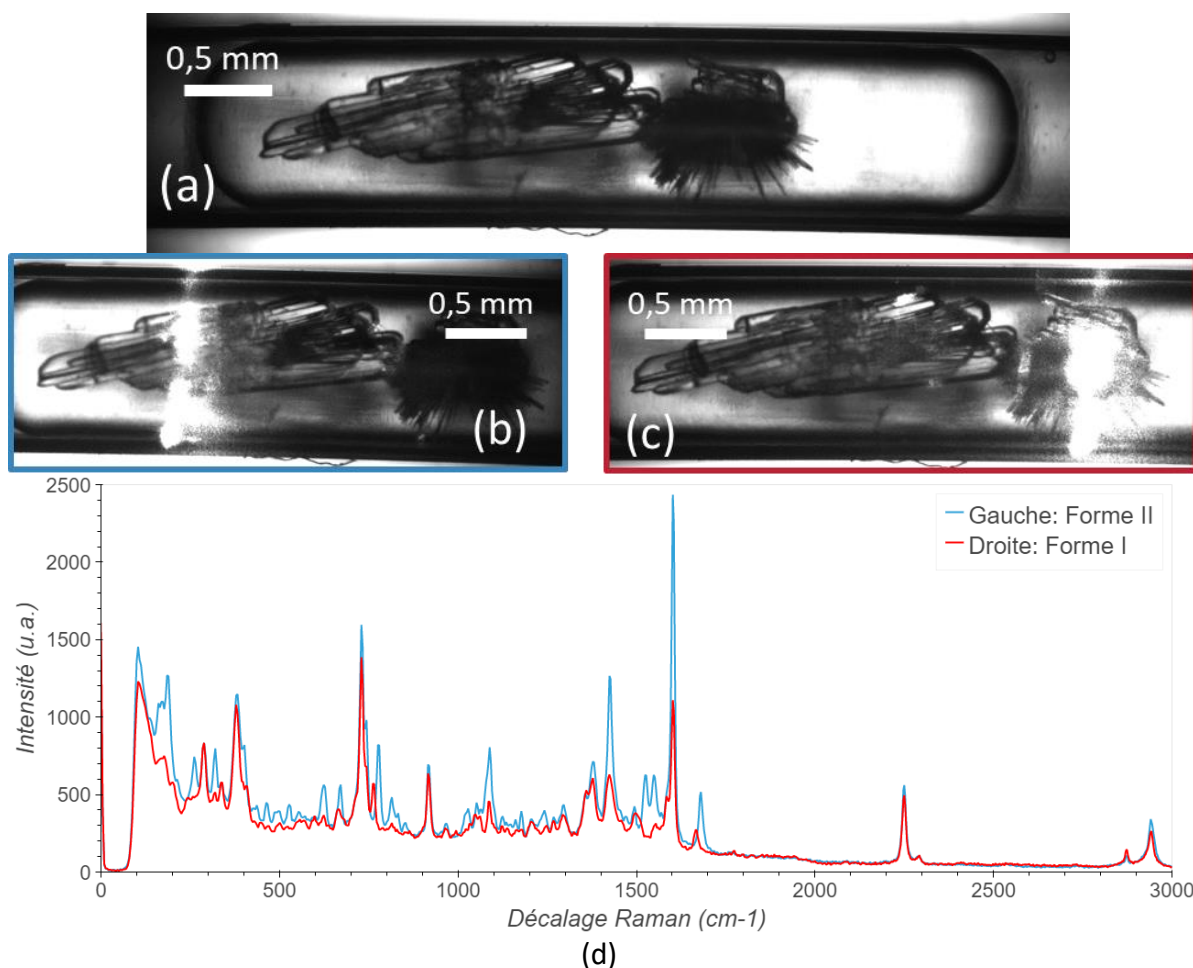 0,5 mm
(a)
0,5 mm
(b)
0,5 mm
(c)
2500
2000
1500
1000
500
0
Intensité (u.a.)
Gauche: Forme II
Droite: Forme I
0 500 1000 1500 2000 2500 3000
Décalage Raman (cm-1)
(d)